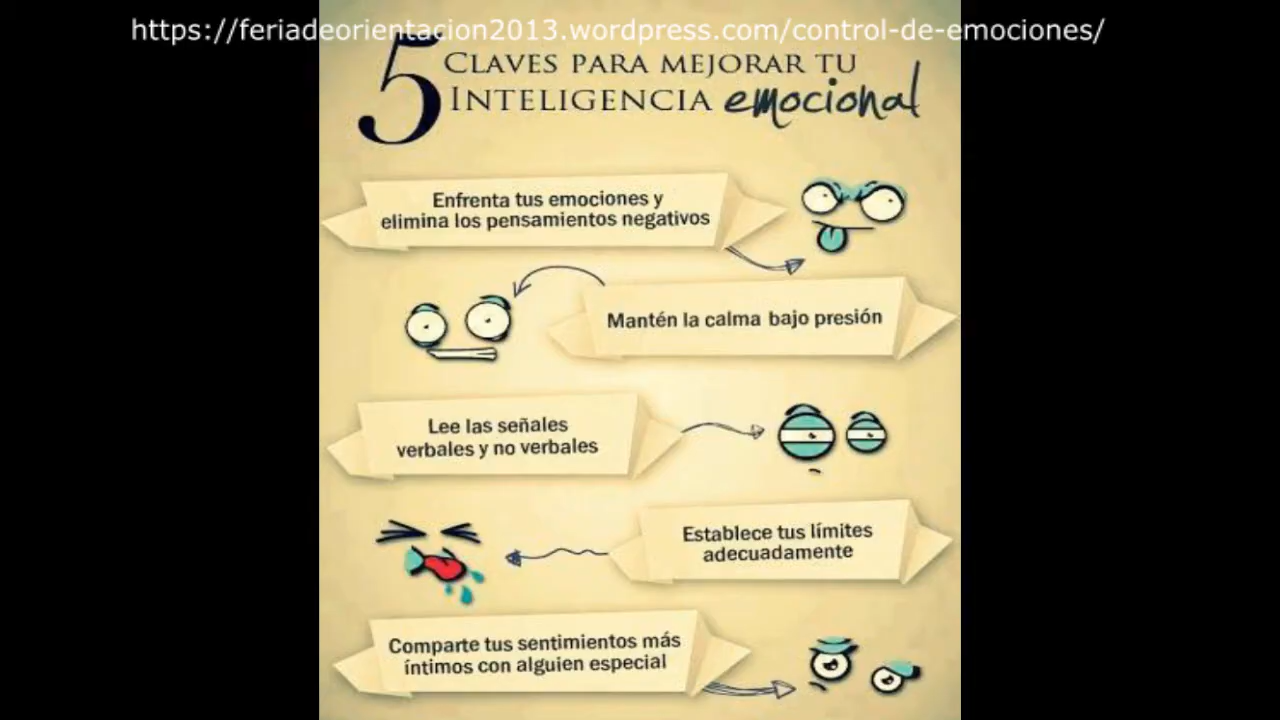 https://feriadeorientacion2013.wordpress.com/control-de-emociones/
5 CLAVES PARA MEJORAR TU
INTELIGENCIA emocional
Enfrenta tus emociones y
elimina los pensamientos negativos
Mantén la calma bajo presión
Lee las señales
verbales y no verbales
Establece tus límites
adecuadamente
Comparte tus sentimientos más
íntimos con alguien especial